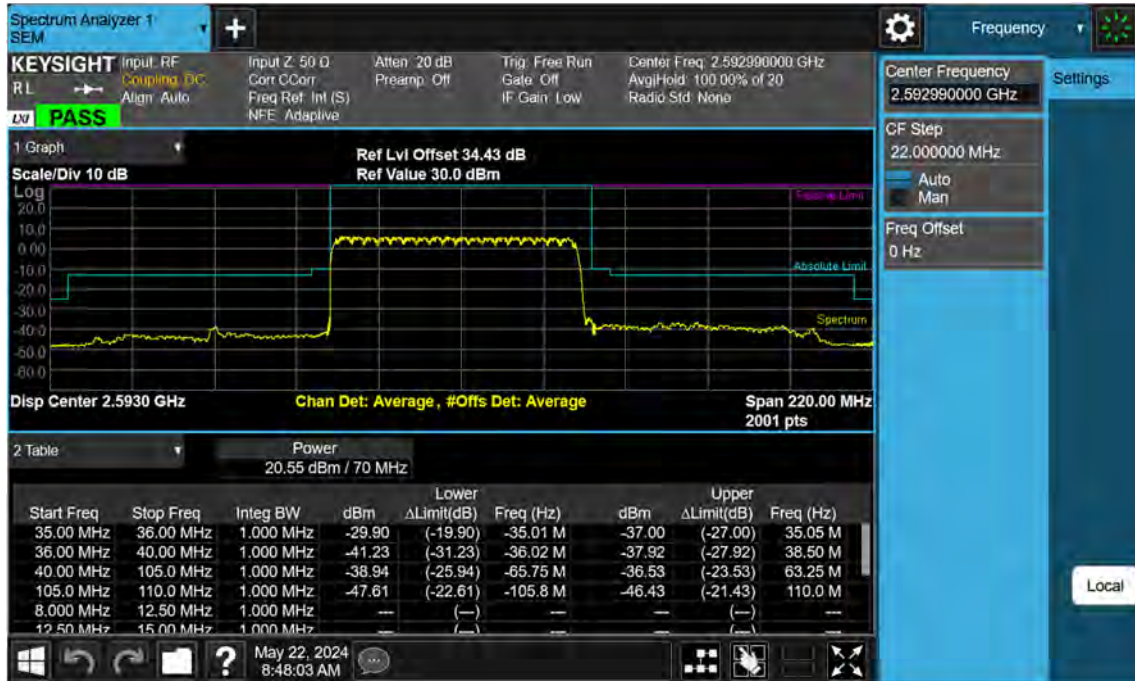 Spectrum Analyzer 1
SEM
+
Frequency
KEYSIGHT
RL
LXI PASS
Input: RF
Coupling: DC
Align: Auto
Input Z: 50 Ω
Corr CCorr
Freq Ref: Int (S)
NFE: Adaptive
Atten: 20 dB
Preamp: Off
Trig: Free Run
Gate: Off
IF Gain: Low
Center Freq: 2.592990000 GHz
Avg|Hold: 100.00% of 20
Radio Std: None
Center Frequency
2.592990000 GHz
Settings
CF Step
22.000000 MHz
Auto
Man
Freq Offset
0 Hz
1 Graph
Scale/Div 10 dB
Ref Lvl Offset 34.43 dB
Ref Value 30.0 dBm
Log
20.0
10.0
0.00
-10.0
-20.0
-30.0
-40.0
-50.0
-60.0
Absolute Limit
Spectrum
Disp Center 2.5930 GHz
Chan Det: Average, #Offs Det: Average
Span 220.00 MHz
2001 pts
2 Table
Power
20.55 dBm / 70 MHz
Lower Upper
Start Freq Stop Freq Integ BW dBm ΔLimit(dB) Freq (Hz) dBm ΔLimit(dB) Freq (Hz)
35.00 MHz 36.00 MHz 1.000 MHz -29.90 (-19.90) -35.01 M -37.00 (-27.00) 35.05 M
36.00 MHz 40.00 MHz 1.000 MHz -41.23 (-31.23) -36.02 M -37.92 (-27.92) 38.50 M
40.00 MHz 105.0 MHz 1.000 MHz -38.94 (-25.94) -65.75 M -36.53 (-23.53) 63.25 M
105.0 MHz 110.0 MHz 1.000 MHz -47.61 (-22.61) -105.8 M -46.43 (-21.43) 110.0 M
8.000 MHz 12.50 MHz 1.000 MHz --- (---) --- --- (---) ---
12.50 MHz 15.00 MHz 1.000 MHz --- (---) --- --- (---) ---
Local
?
May 22, 2024
8:48:03 AM